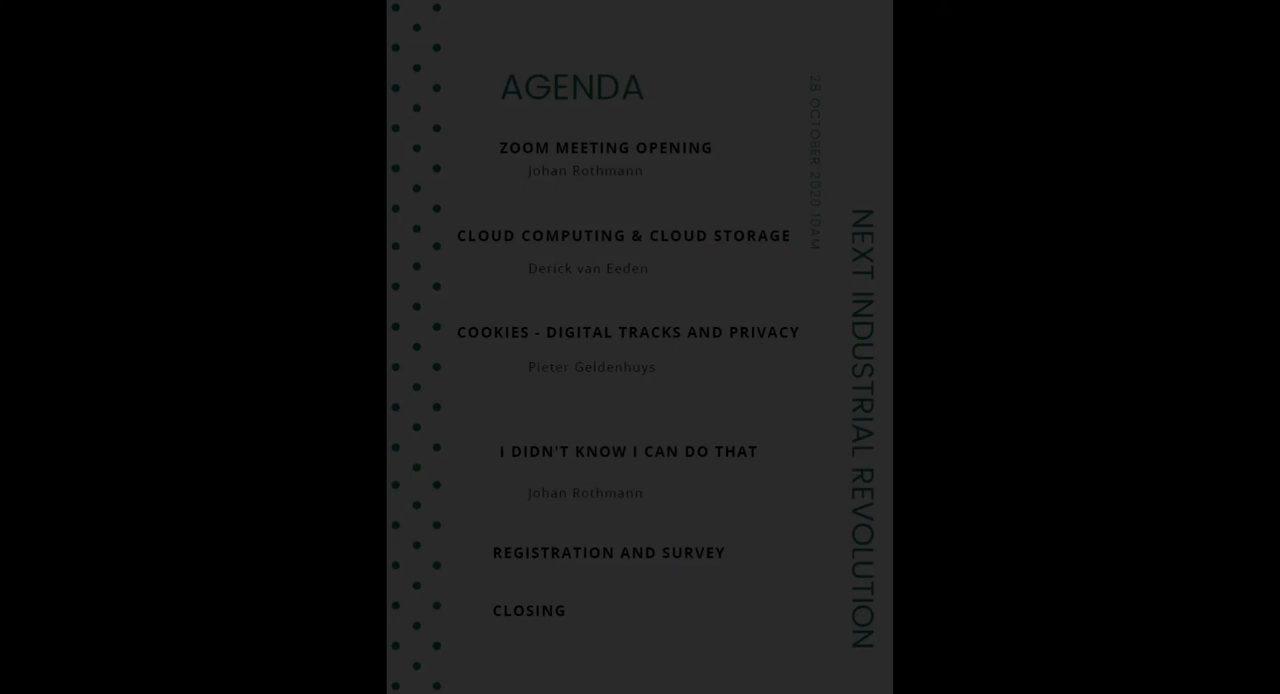 AGENDA
ZOOM MEETING OPENING
Johan Rothmann
CLOUD COMPUTING & CLOUD STORAGE
Derick van Eeden
COOKIES - DIGITAL TRACKS AND PRIVACY
Pieter Geldenhuys
I DIDN'T KNOW I CAN DO THAT
Johan Rothmann
REGISTRATION AND SURVEY
CLOSING
28 OCTOBER 2020 10AM
NEXT INDUSTRIAL REVOLUTION